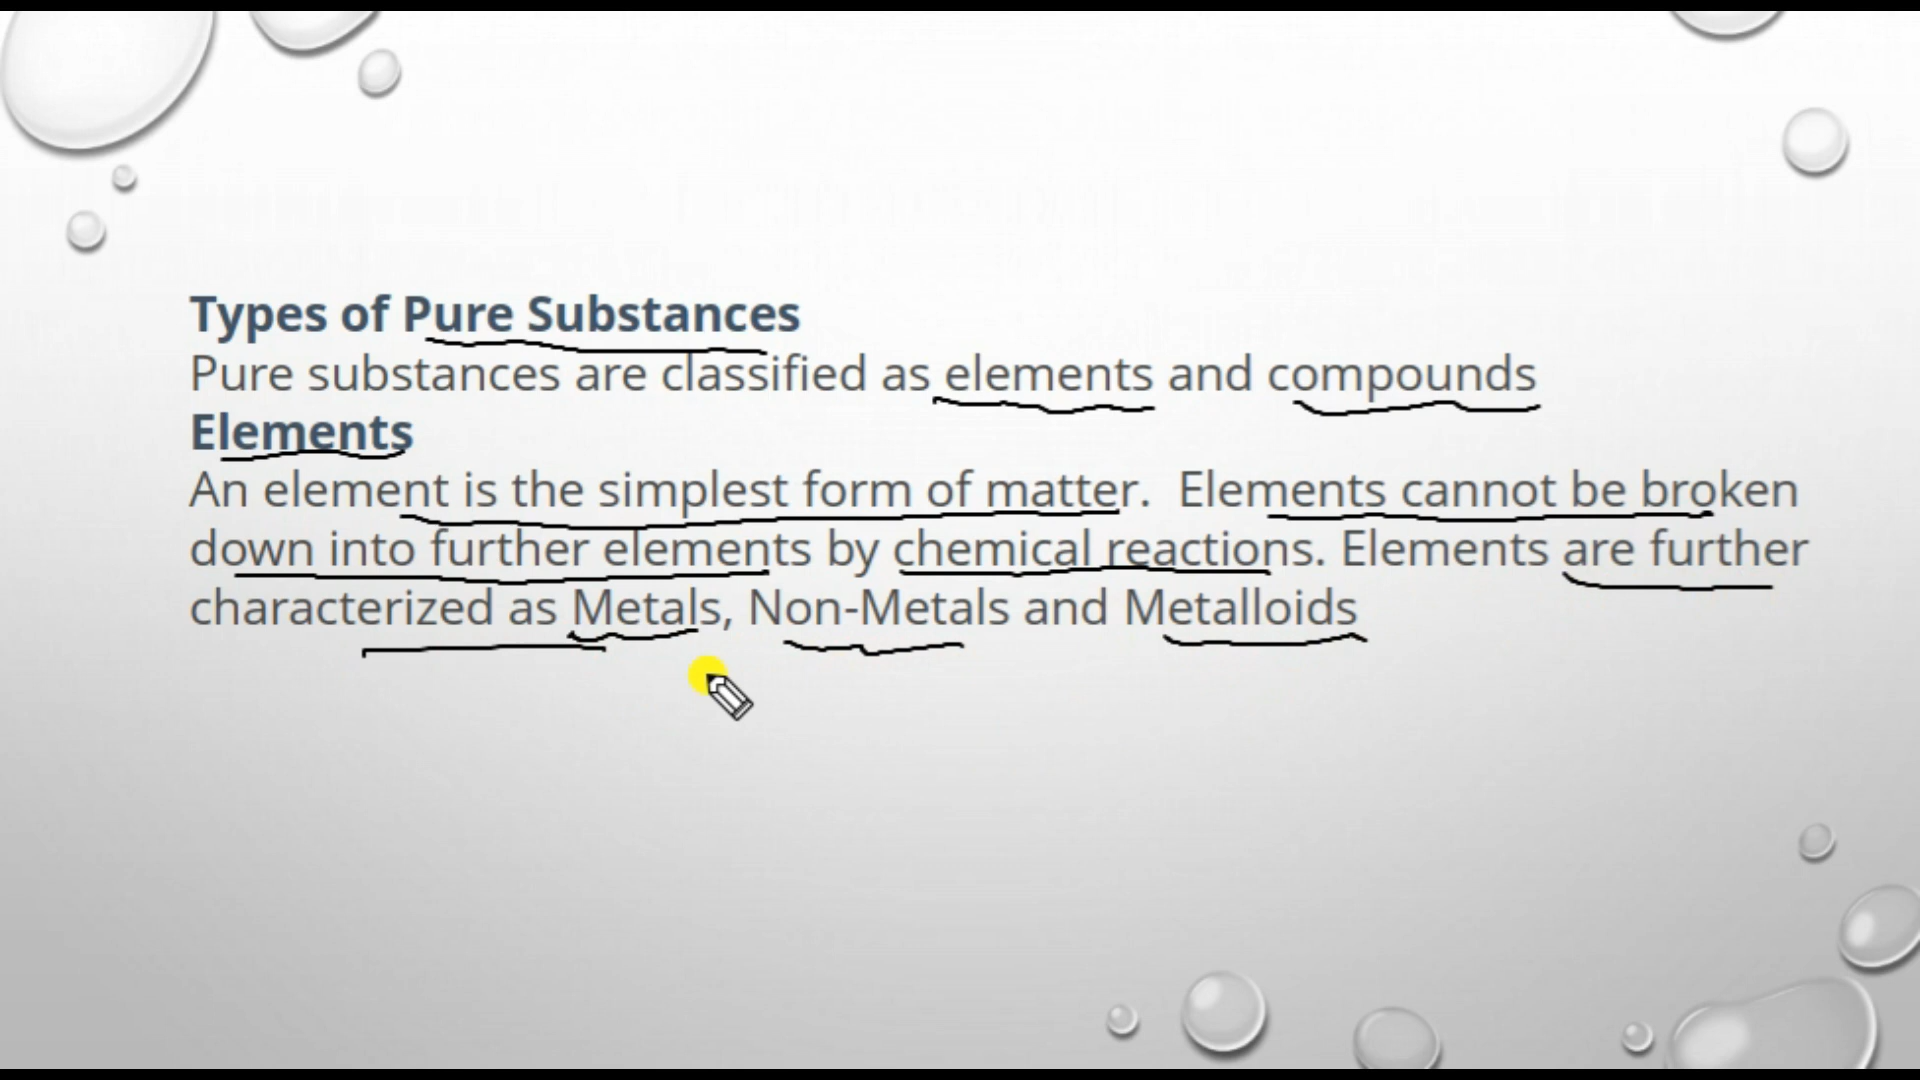 Types of Pure Substances
Pure substances are classified as elements and compounds
Elements
An element is the simplest form of matter.  Elements cannot be broken
down into further elements by chemical reactions. Elements are further
characterized as Metals, Non-Metals and Metalloids